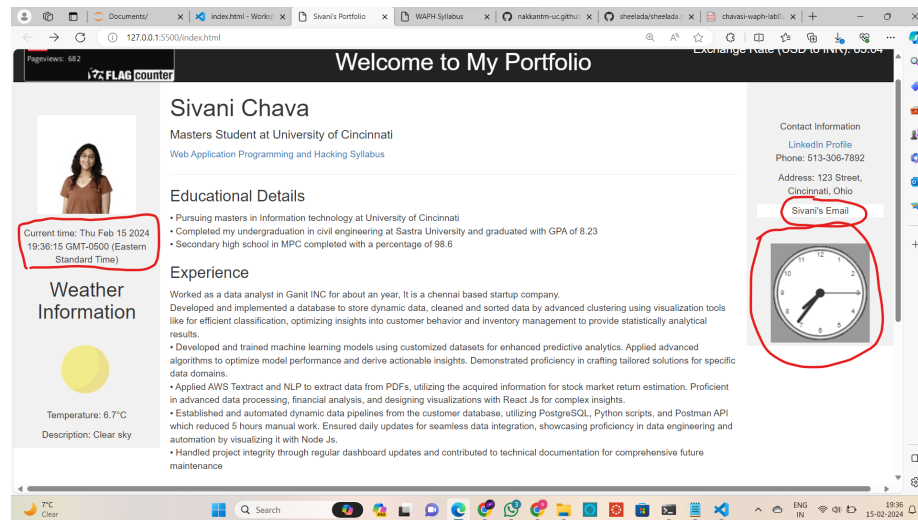 Documents/
index.html - Worksp
Sivani's Portfolio
WAPH Syllabus
nakkantm-uc.github
sheelada/sheelada.g
chavasi-waph-lab0
127.0.0.1:5500/index.html
Pageviews: 682
FLAG counter
Welcome to My Portfolio
Exchange Rate (USD to INR):
Sivani Chava
Masters Student at University of Cincinnati
Web Application Programming and Hacking Syllabus
Educational Details
• Pursuing masters in Information technology at University of Cincinnati
• Completed my undergraduation in civil engineering at Sastra University and graduated with GPA of 8.23
• Secondary high school in MPC completed with a percentage of 98.6
Experience
Worked as a data analyst in Ganit INC for about an year, It is a chennai based startup company.
Developed and implemented a database to store dynamic data, cleaned and sorted data by advanced clustering using visualization tools
like for efficient classification, optimizing insights into customer behavior and inventory management to provide statistically analytical
results.
• Developed and trained machine learning models using customized datasets for enhanced predictive analytics. Applied advanced
algorithms to optimize model performance and derive actionable insights. Demonstrated proficiency in crafting tailored solutions for specific
data domains.
• Applied AWS Textract and NLP to extract data from PDFs, utilizing the acquired information for stock market return estimation. Proficient
in advanced data processing, financial analysis, and designing visualizations with React Js for complex insights.
• Established and automated dynamic data pipelines from the customer database, utilizing PostgreSQL, Python scripts, and Postman API
which reduced 5 hours manual work. Ensured daily updates for seamless data integration, showcasing proficiency in data engineering and
automation by visualizing it with Node Js.
• Handled project integrity through regular dashboard updates and contributed to technical documentation for comprehensive future
maintenance
Current time: Thu Feb 15 2024
19:36:15 GMT-0500 (Eastern
Standard Time)
Weather
Information
Temperature: 6.7°C
Description: Clear sky
Contact Information
LinkedIn Profile
Phone: 513-306-7892
Address: 123 Street,
Cincinnati, Ohio
Sivani's Email
12
1
2
3
4
5
6
7
8
9
10
11
7°C
Clear
Search
ENG
IN
19:36
15-02-2024